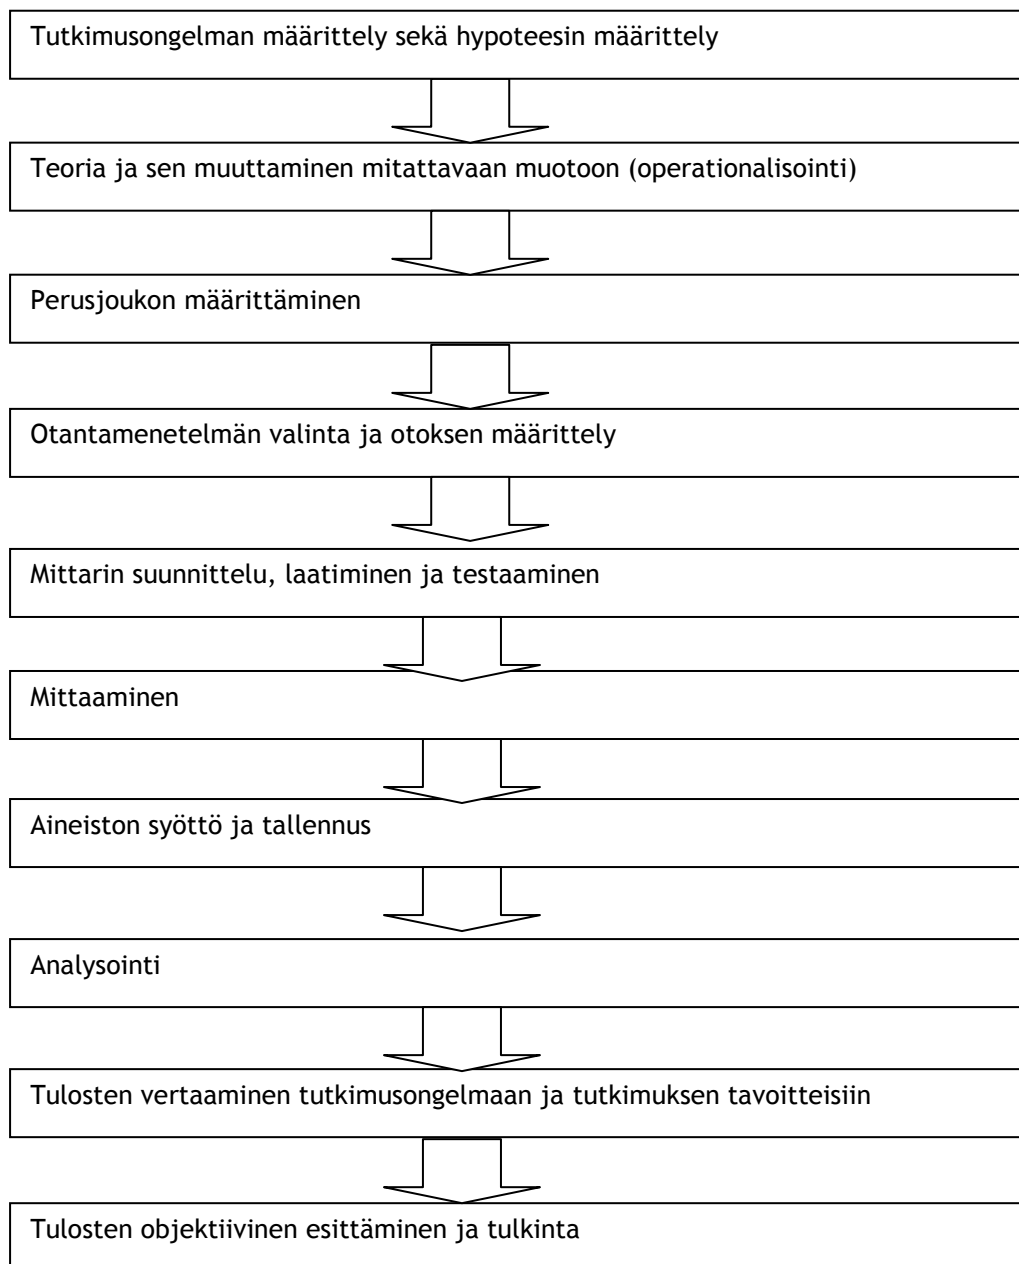 Tutkimusongelman määrittely sekä hypoteesin määrittely
Teoria ja sen muuttaminen mitattavaan muotoon (operationalisointi)
Perusjoukon määrittäminen
Otantamenetelmän valinta ja otoksen määrittely
Mittarin suunnittelu, laatiminen ja testaaminen
Mittaaminen
Aineiston syöttö ja tallennus
Analysointi
Tulosten vertaaminen tutkimusongelmaan ja tutkimuksen tavoitteisiin
Tulosten objektiivinen esittäminen ja tulkinta